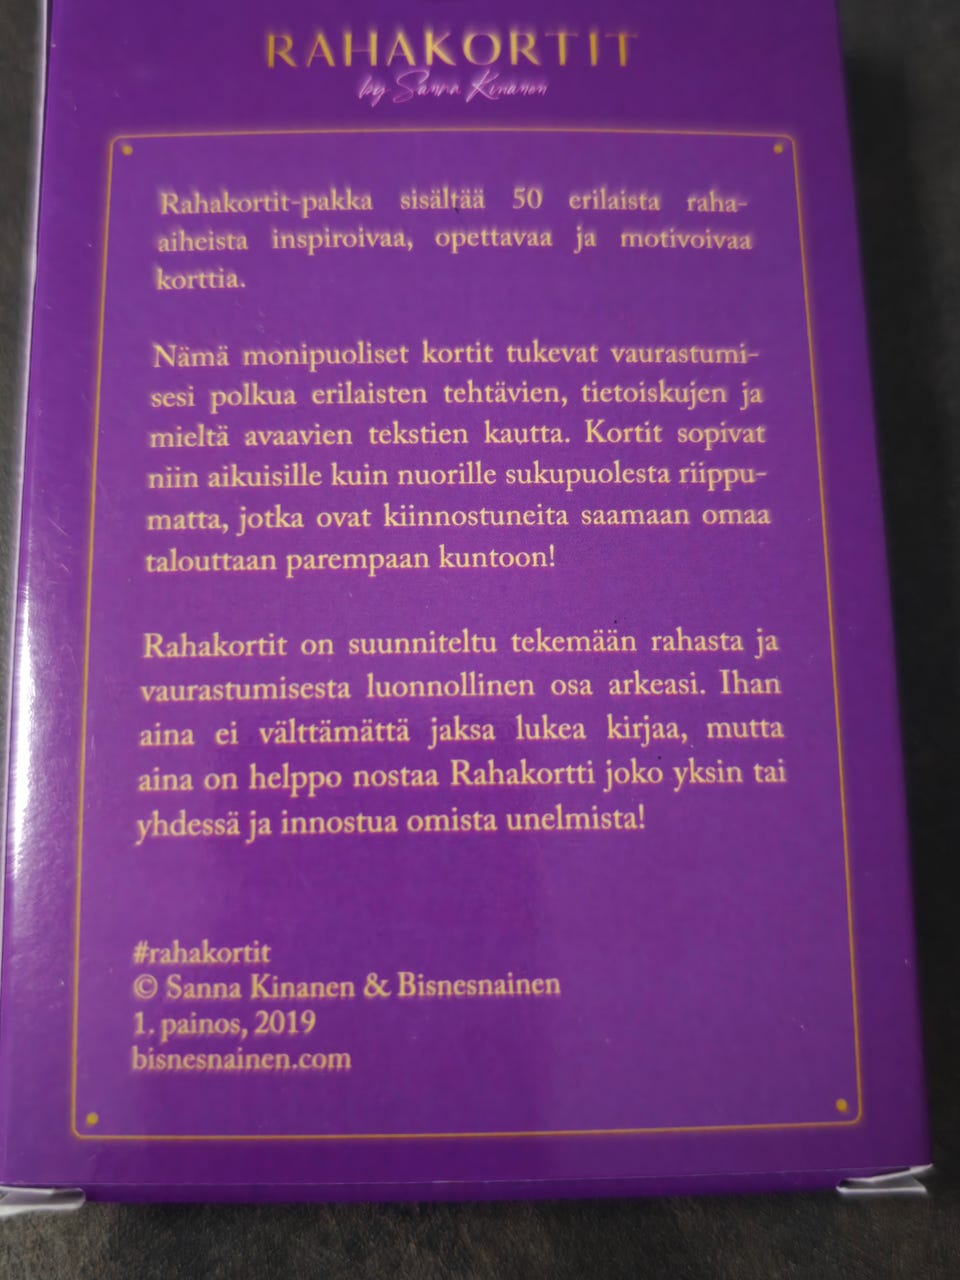 RAHAKORTIT
by Sanna Kinanen
Rahakortit-pakka sisältää 50 erilaista raha-
aiheista inspiroivaa, opettavaa ja motivoivaa
korttia.
Nämä monipuoliset kortit tukevat vaurastumi-
sesi polkua erilaisten tehtävien, tietoiskujen ja
mieltä avaavien tekstien kautta. Kortit sopivat
niin aikuisille kuin nuorille sukupuolesta riippu-
matta, jotka ovat kiinnostuneita saamaan omaa
talouttaan parempaan kuntoon!
Rahakortit on suunniteltu tekemään rahasta ja
vaurastumisesta luonnollinen osa arkeasi. Ihan
aina ei välttämättä jaksa lukea kirjaa, mutta
aina on helppo nostaa Rahakortti joko yksin tai
yhdessä ja innostua omista unelmista!
#rahakortit
© Sanna Kinanen & Bisnesnainen
1. painos, 2019
bisnesnainen.com